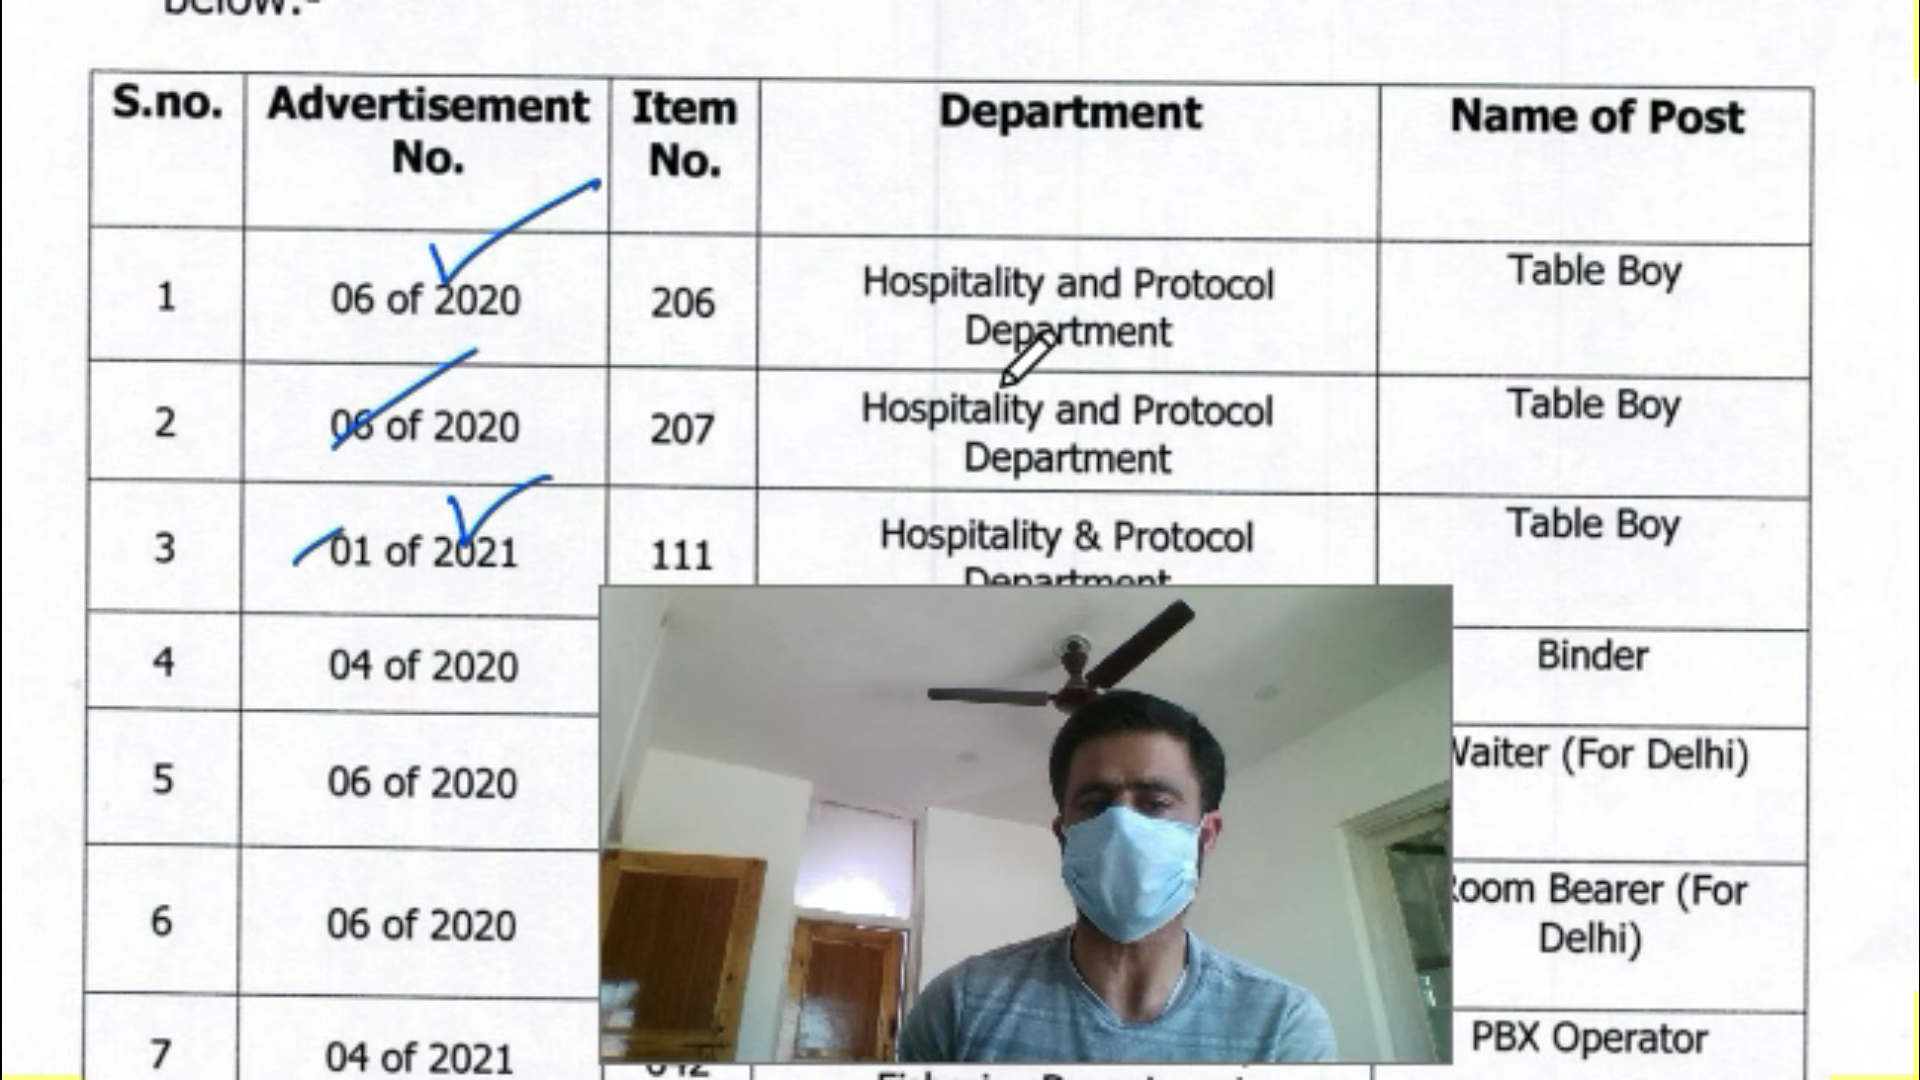 below:-
S.no. Advertisement No. Item No. Department Name of Post
1 06 of 2020 206 Hospitality and Protocol Department Table Boy
2 06 of 2020 207 Hospitality and Protocol Department Table Boy
3 01 of 2021 111 Hospitality & Protocol Department Table Boy
4 04 of 2020 Binder
5 06 of 2020 Waiter (For Delhi)
6 06 of 2020 Room Bearer (For Delhi)
7 04 of 2021 PBX Operator